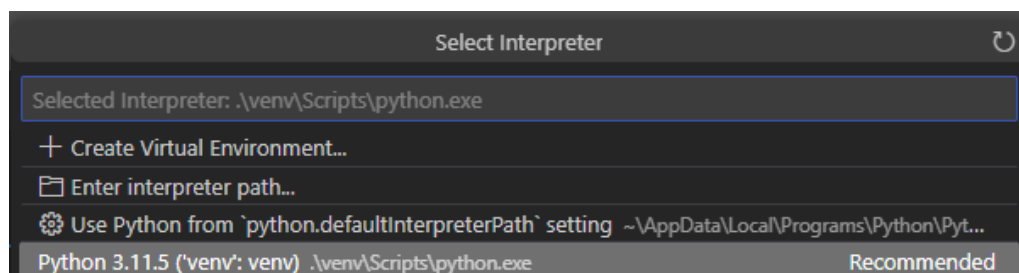 Select Interpreter
Selected Interpreter: .\venv\Scripts\python.exe
Create Virtual Environment...
Enter interpreter path...
Use Python from `python.defaultInterpreterPath` setting ~\AppData\Local\Programs\Python\Pyt...
Python 3.11.5 ('venv': venv) .\venv\Scripts\python.exe Recommended